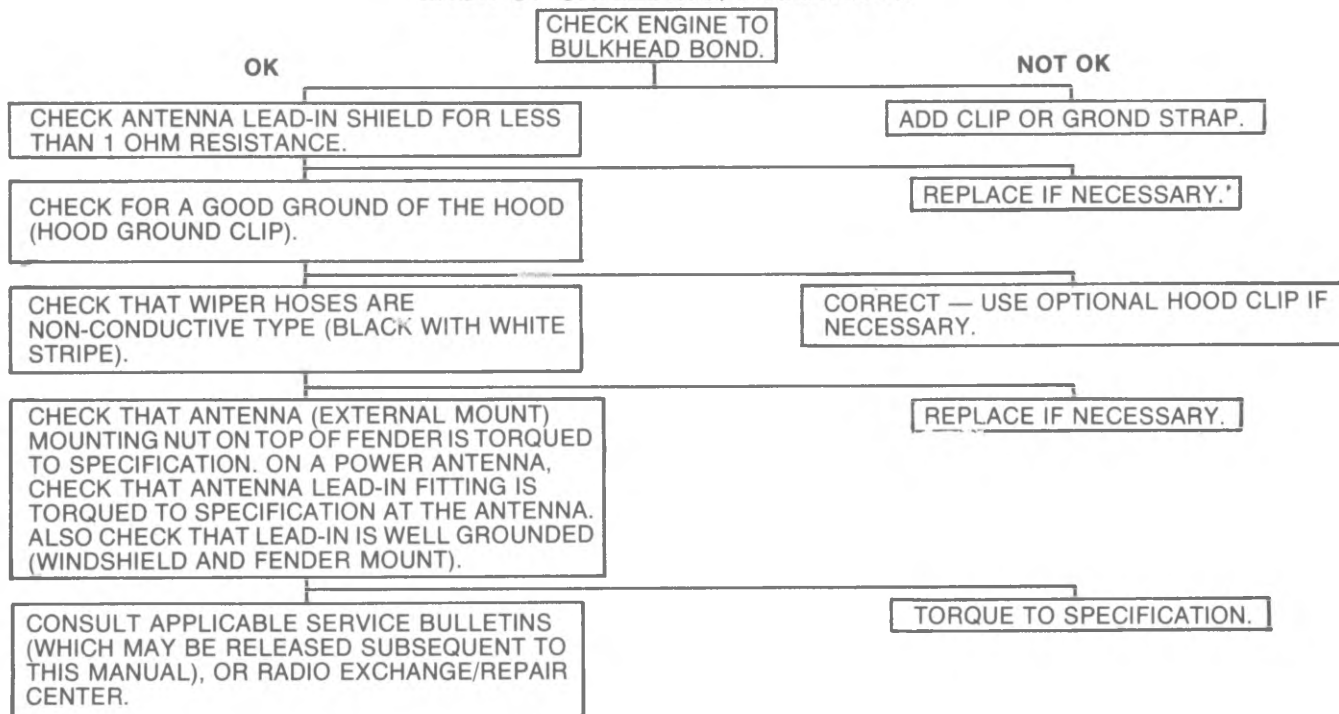 CHECK ENGINE TO
BULKHEAD BOND.
OK
NOT OK
CHECK ANTENNA LEAD-IN SHIELD FOR LESS
THAN 1 OHM RESISTANCE.
ADD CLIP OR GROND STRAP.
CHECK FOR A GOOD GROUND OF THE HOOD
(HOOD GROUND CLIP).
REPLACE IF NECESSARY.'
CHECK THAT WIPER HOSES ARE
NON-CONDUCTIVE TYPE (BLACK WITH WHITE
STRIPE).
CORRECT — USE OPTIONAL HOOD CLIP IF
NECESSARY.
CHECK THAT ANTENNA (EXTERNAL MOUNT)
MOUNTING NUT ON TOP OF FENDER IS TORQUED
TO SPECIFICATION. ON A POWER ANTENNA,
CHECK THAT ANTENNA LEAD-IN FITTING IS
TORQUED TO SPECIFICATION AT THE ANTENNA.
ALSO CHECK THAT LEAD-IN IS WELL GROUNDED
(WINDSHIELD AND FENDER MOUNT).
REPLACE IF NECESSARY.
CONSULT APPLICABLE SERVICE BULLETINS
(WHICH MAY BE RELEASED SUBSEQUENT TO
THIS MANUAL), OR RADIO EXCHANGE/REPAIR
CENTER.
TORQUE TO SPECIFICATION.